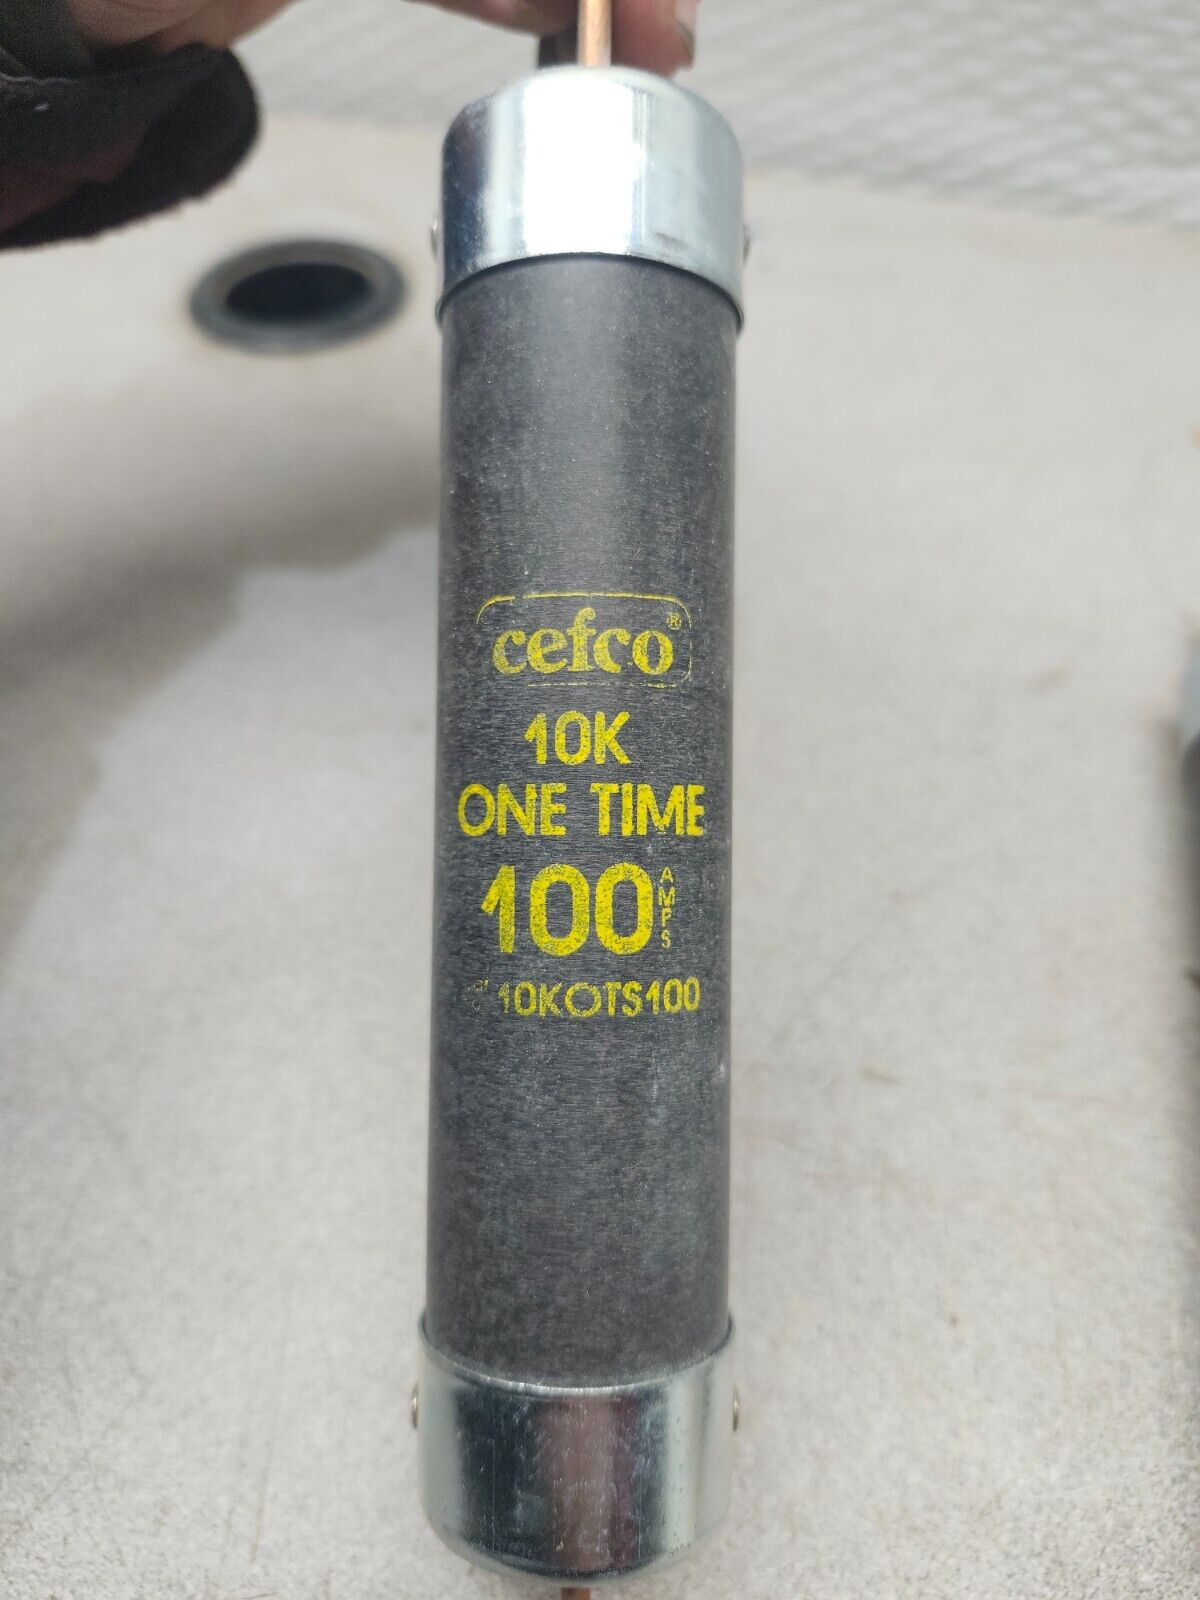 cefco®
10K
ONE TIME
100 AMPS
10KOTS100